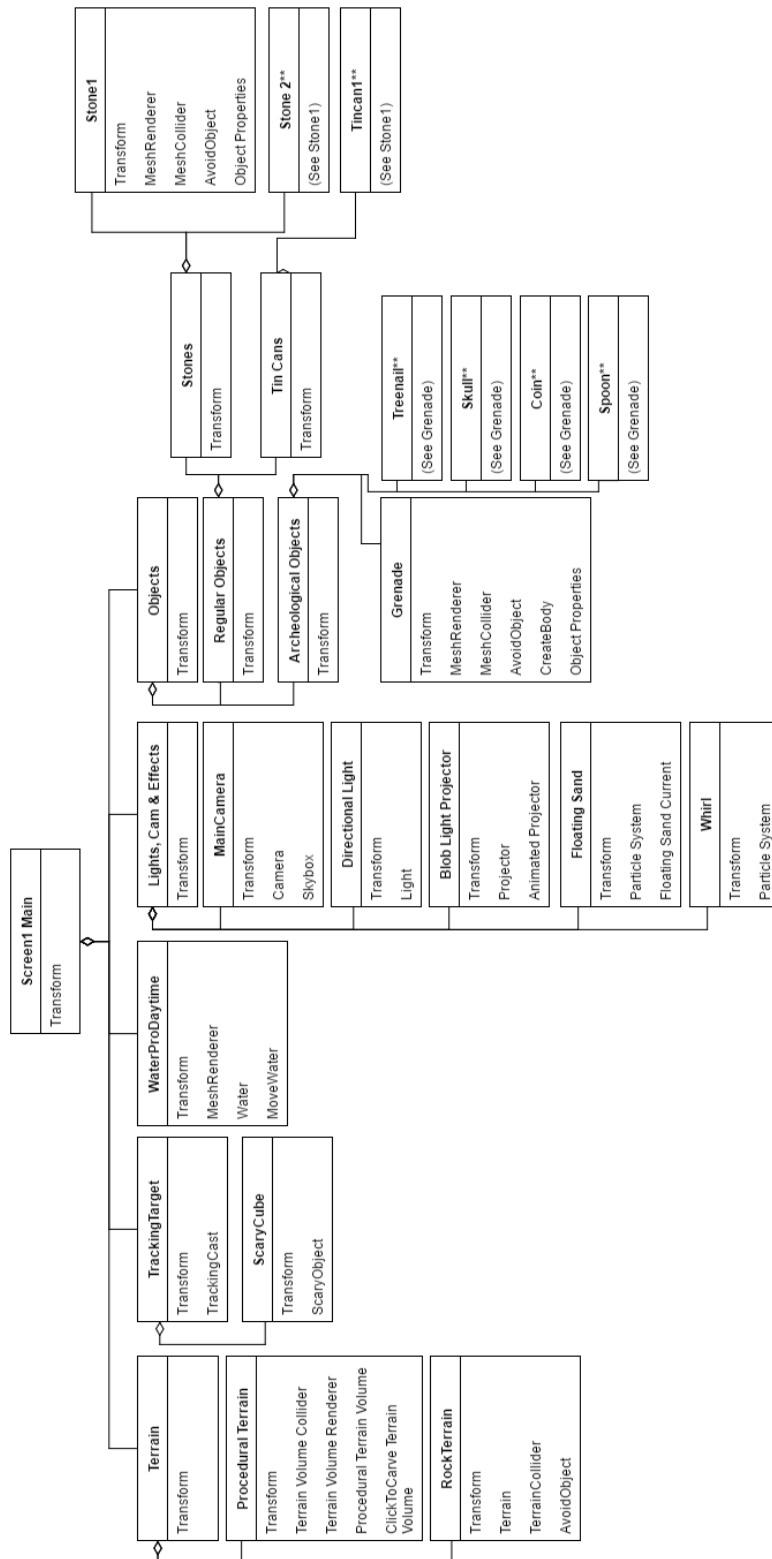 Screen1 Main
Transform
Terrain
Transform
Procedural Terrain
Transform
Terrain Volume Collider
Terrain Volume Renderer
Procedural Terrain Volume
ClickToCarve Terrain
Volume
RockTerrain
Transform
Terrain
TerrainCollider
AvoidObject
TrackingTarget
Transform
TrackingCast
ScaryCube
Transform
ScaryObject
WaterProDaytime
Transform
MeshRenderer
Water
MoveWater
Lights, Cam & Effects
Transform
MainCamera
Transform
Camera
Skybox
Directional Light
Transform
Light
Blob Light Projector
Transform
Projector
Animated Projector
Floating Sand
Transform
Particle System
Floating Sand Current
Whirl
Transform
Particle System
Objects
Transform
Regular Objects
Transform
Archeological Objects
Transform
Grenade
Transform
MeshRenderer
MeshCollider
AvoidObject
CreateBody
Object Properties
Treenail**
(See Grenade)
Skull**
(See Grenade)
Coin**
(See Grenade)
Spoon**
(See Grenade)
Stones
Transform
Tin Cans
Transform
Stone1
Transform
MeshRenderer
MeshCollider
AvoidObject
Object Properties
Stone 2**
(See Stone1)
Tincan1**
(See Stone1)